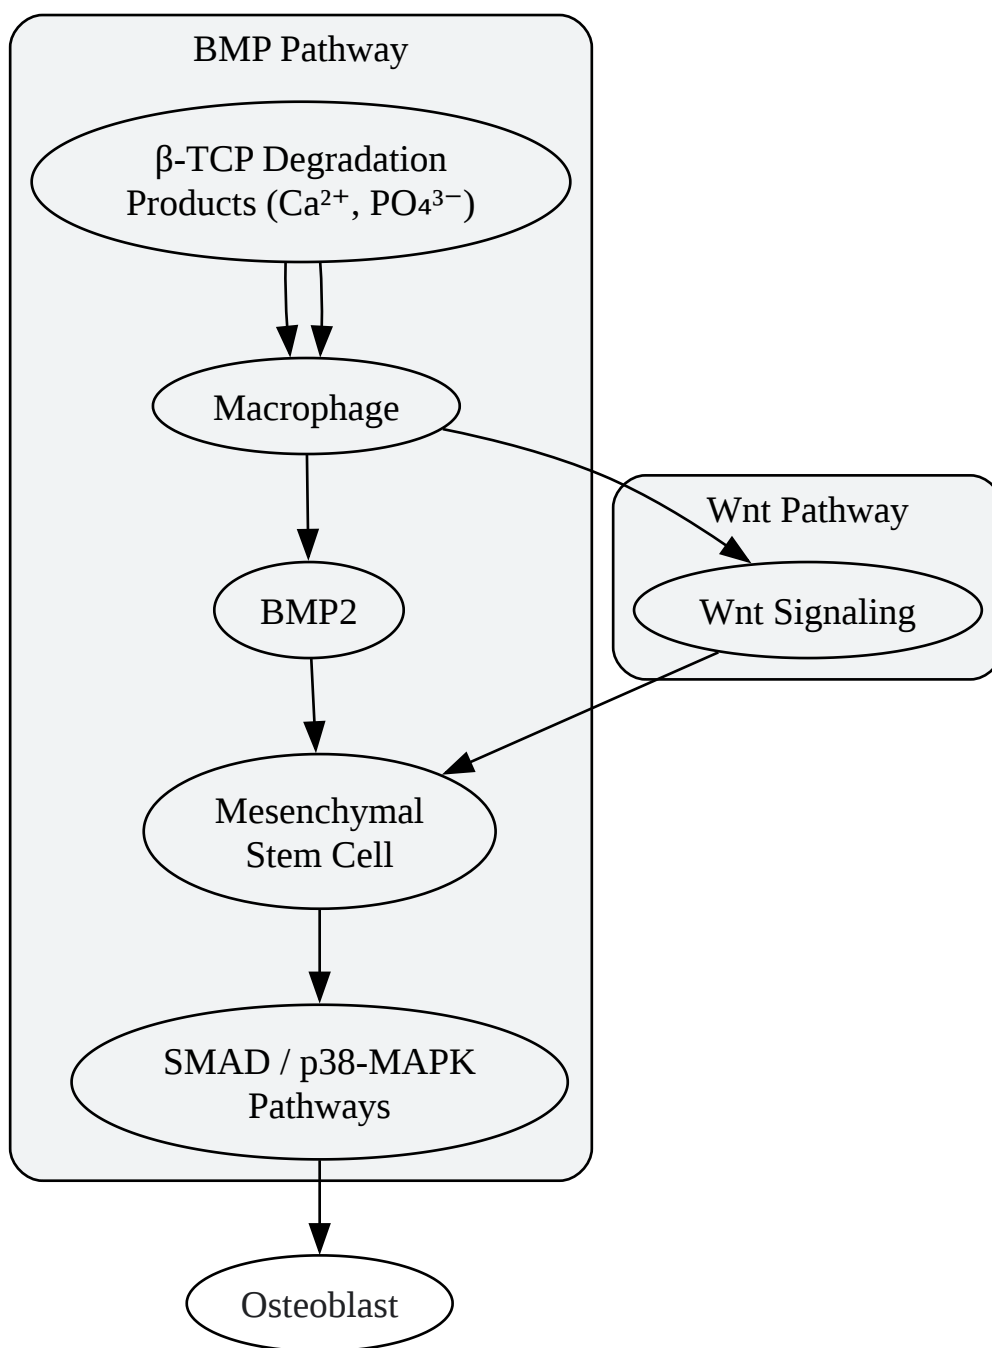 BMP Pathway
β-TCP Degradation
Products (Ca²⁺, PO₄³⁻)
Macrophage
Wnt Pathway
Wnt Signaling
BMP2
Mesenchymal
Stem Cell
SMAD / p38-MAPK
Pathways
Osteoblast